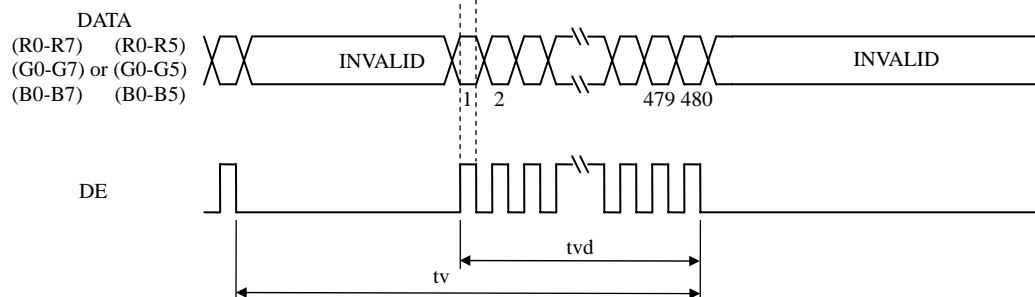 DATA
(R0-R7) (R0-R5)
(G0-G7) or (G0-G5)
(B0-B7) (B0-B5)
INVALID
INVALID
1 2 479 480
DE
tvd
tv